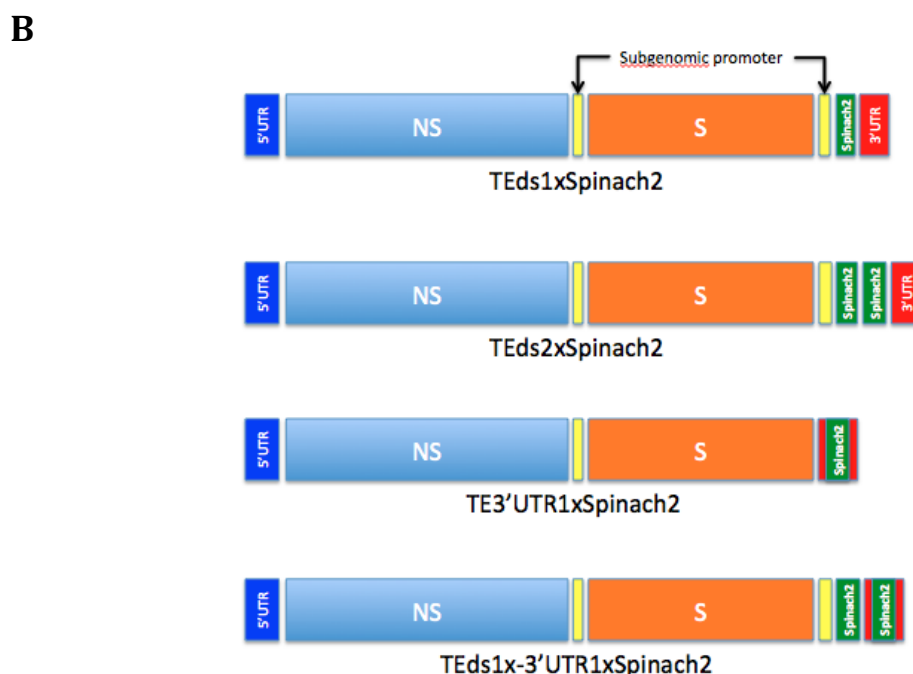 B
Subgenomic promoter
5'UTR NS S Spinach2 3'UTR
TEds1xSpinach2
5'UTR NS S Spinach2 Spinach2 3'UTR
TEds2xSpinach2
5'UTR NS S Spinach2
TE3'UTR1xSpinach2
5'UTR NS S Spinach2 Spinach2
TEds1x-3'UTR1xSpinach2